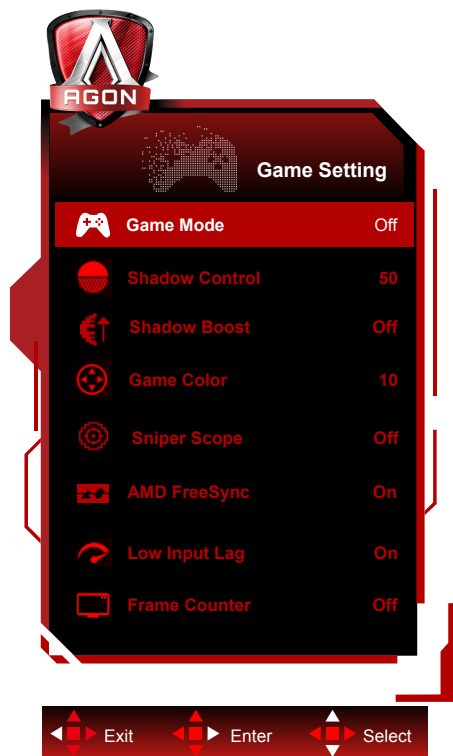 AGON
Game Setting
Game Mode Off
Shadow Control 50
Shadow Boost Off
Game Color 10
Sniper Scope Off
AMD FreeSync On
Low Input Lag On
Frame Counter Off
Exit Enter Select